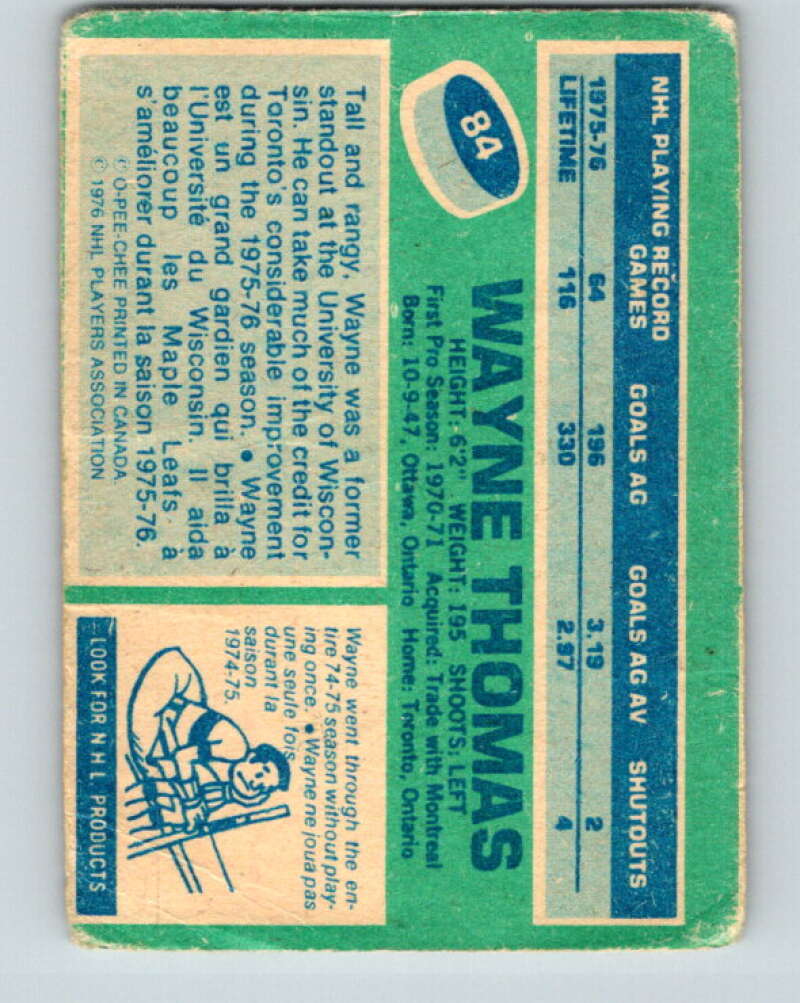 NHL PLAYING RECORD
GAMES GOALS AG GOALS AG AV SHUTOUTS
1975-76 64 196 3.19 2
LIFETIME 116 330 2.97 4
84
WAYNE THOMAS
HEIGHT: 6'2" WEIGHT: 195 SHOOTS: LEFT
First Pro Season: 1970-71 Acquired: Trade with Montreal
Born: 10-9-47, Ottawa, Ontario Home: Toronto, Ontario
Tall and rangy, Wayne was a former
standout at the University of Wiscon-
sin. He can take much of the credit for
Toronto's considerable improvement
during the 1975-76 season. • Wayne
est un grand gardien qui brilla à
l'Université du Wisconsin. Il aida
beaucoup les Maple Leafs à
s'améliorer durant la saison 1975-76.
© O-PEE-CHEE PRINTED IN CANADA
© 1976 NHL PLAYERS ASSOCIATION
Wayne went through the en-
tire 74-75 season without play-
ing once. • Wayne ne joua pas
une seule fois
durant la
saison
1974-75.
LOOK FOR N H L PRODUCTS